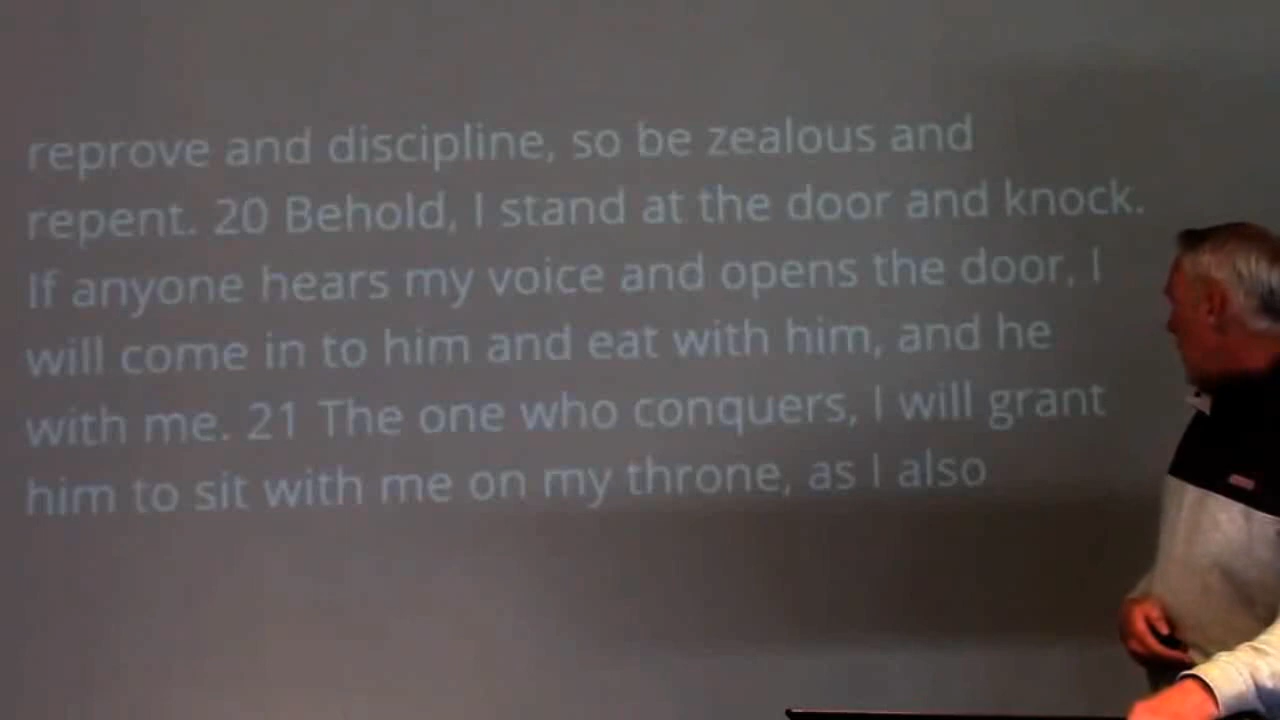 reprove and discipline, so be zealous and
repent. 20 Behold, I stand at the door and knock.
If anyone hears my voice and opens the door, I
will come in to him and eat with him, and he
with me. 21 The one who conquers, I will grant
him to sit with me on my throne, as I also